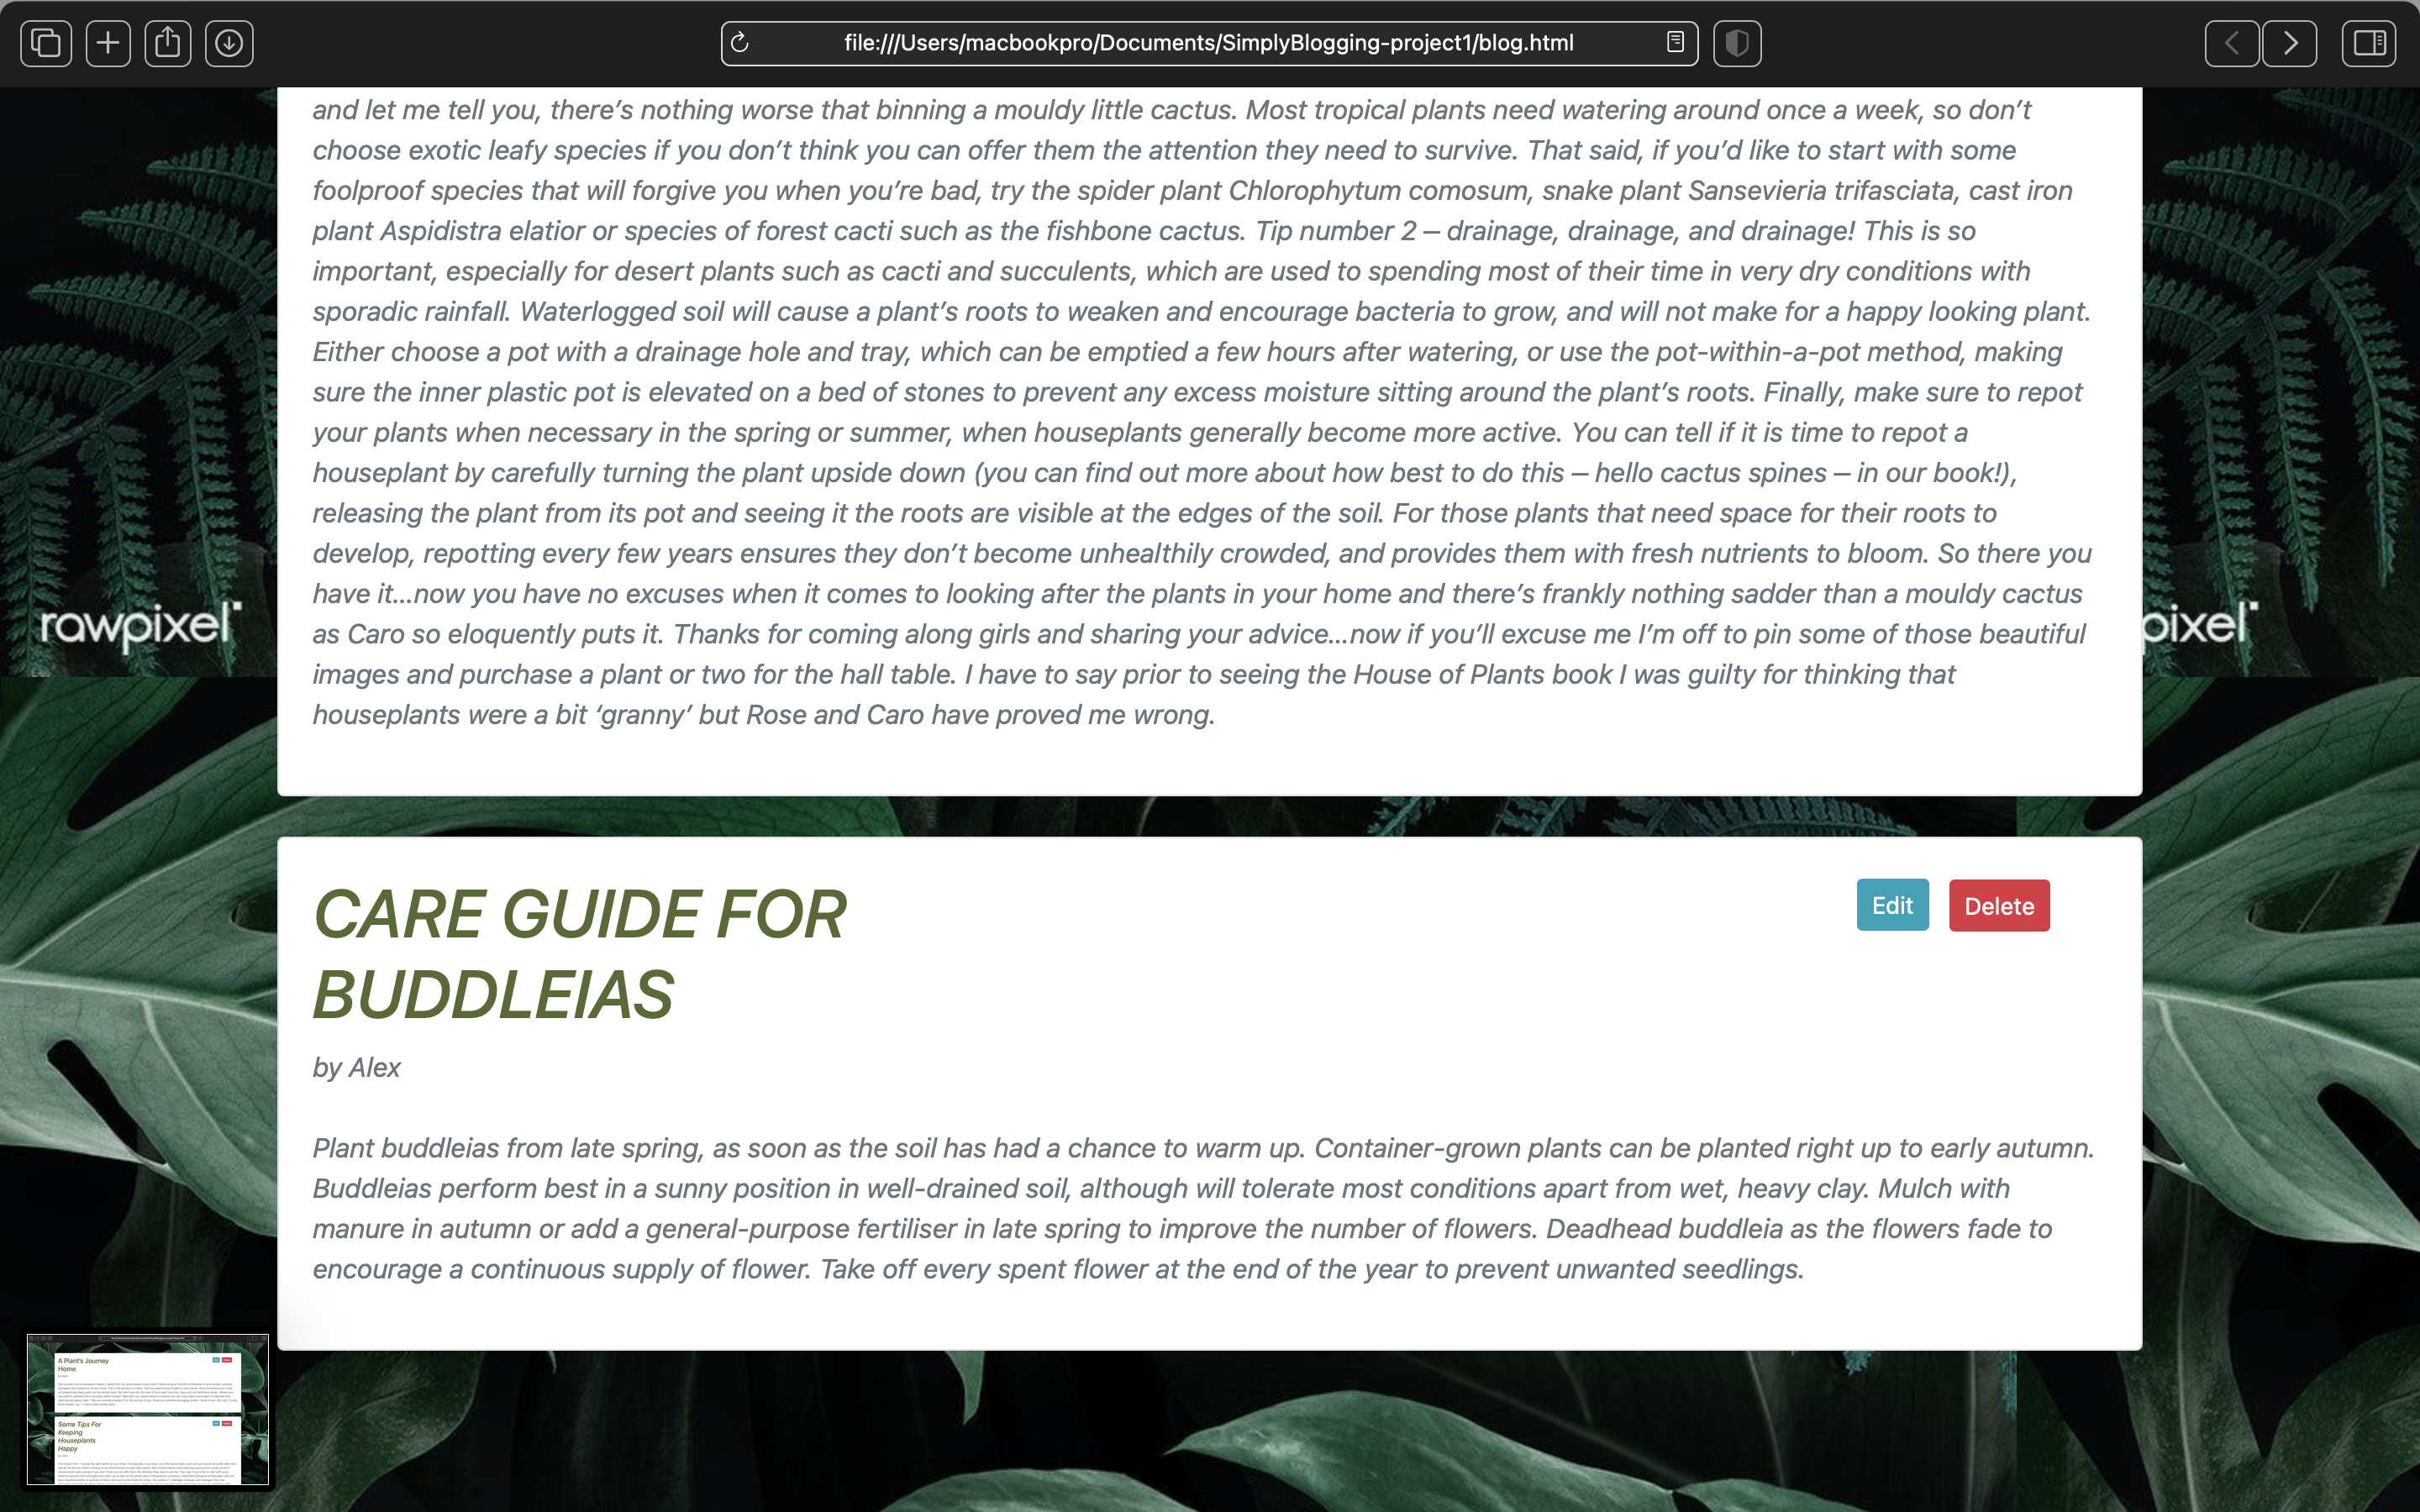 file:///Users/macbookpro/Documents/SimplyBlogging-project1/blog.html
and let me tell you, there’s nothing worse that binning a mouldy little cactus. Most tropical plants need watering around once a week, so don’t
choose exotic leafy species if you don’t think you can offer them the attention they need to survive. That said, if you’d like to start with some
foolproof species that will forgive you when you’re bad, try the spider plant Chlorophytum comosum, snake plant Sansevieria trifasciata, cast iron
plant Aspidistra elatior or species of forest cacti such as the fishbone cactus. Tip number 2 – drainage, drainage, and drainage! This is so
important, especially for desert plants such as cacti and succulents, which are used to spending most of their time in very dry conditions with
sporadic rainfall. Waterlogged soil will cause a plant’s roots to weaken and encourage bacteria to grow, and will not make for a happy looking plant.
Either choose a pot with a drainage hole and tray, which can be emptied a few hours after watering, or use the pot-within-a-pot method, making
sure the inner plastic pot is elevated on a bed of stones to prevent any excess moisture sitting around the plant’s roots. Finally, make sure to repot
your plants when necessary in the spring or summer, when houseplants generally become more active. You can tell if it is time to repot a
houseplant by carefully turning the plant upside down (you can find out more about how best to do this – hello cactus spines – in our book!),
releasing the plant from its pot and seeing it the roots are visible at the edges of the soil. For those plants that need space for their roots to
develop, repotting every few years ensures they don’t become unhealthily crowded, and provides them with fresh nutrients to bloom. So there you
have it…now you have no excuses when it comes to looking after the plants in your home and there’s frankly nothing sadder than a mouldy cactus
as Caro so eloquently puts it. Thanks for coming along girls and sharing your advice…now if you’ll excuse me I’m off to pin some of those beautiful
images and purchase a plant or two for the hall table. I have to say prior to seeing the House of Plants book I was guilty for thinking that
houseplants were a bit ‘granny’ but Rose and Caro have proved me wrong.
rawpixel
pixel
CARE GUIDE FOR
BUDDLEIAS
Edit
Delete
by Alex
Plant buddleias from late spring, as soon as the soil has had a chance to warm up. Container-grown plants can be planted right up to early autumn.
Buddleias perform best in a sunny position in well-drained soil, although will tolerate most conditions apart from wet, heavy clay. Mulch with
manure in autumn or add a general-purpose fertiliser in late spring to improve the number of flowers. Deadhead buddleia as the flowers fade to
encourage a continuous supply of flower. Take off every spent flower at the end of the year to prevent unwanted seedlings.
A Plant's Journey
Home
Some Tips For
Keeping
Houseplants
Happy